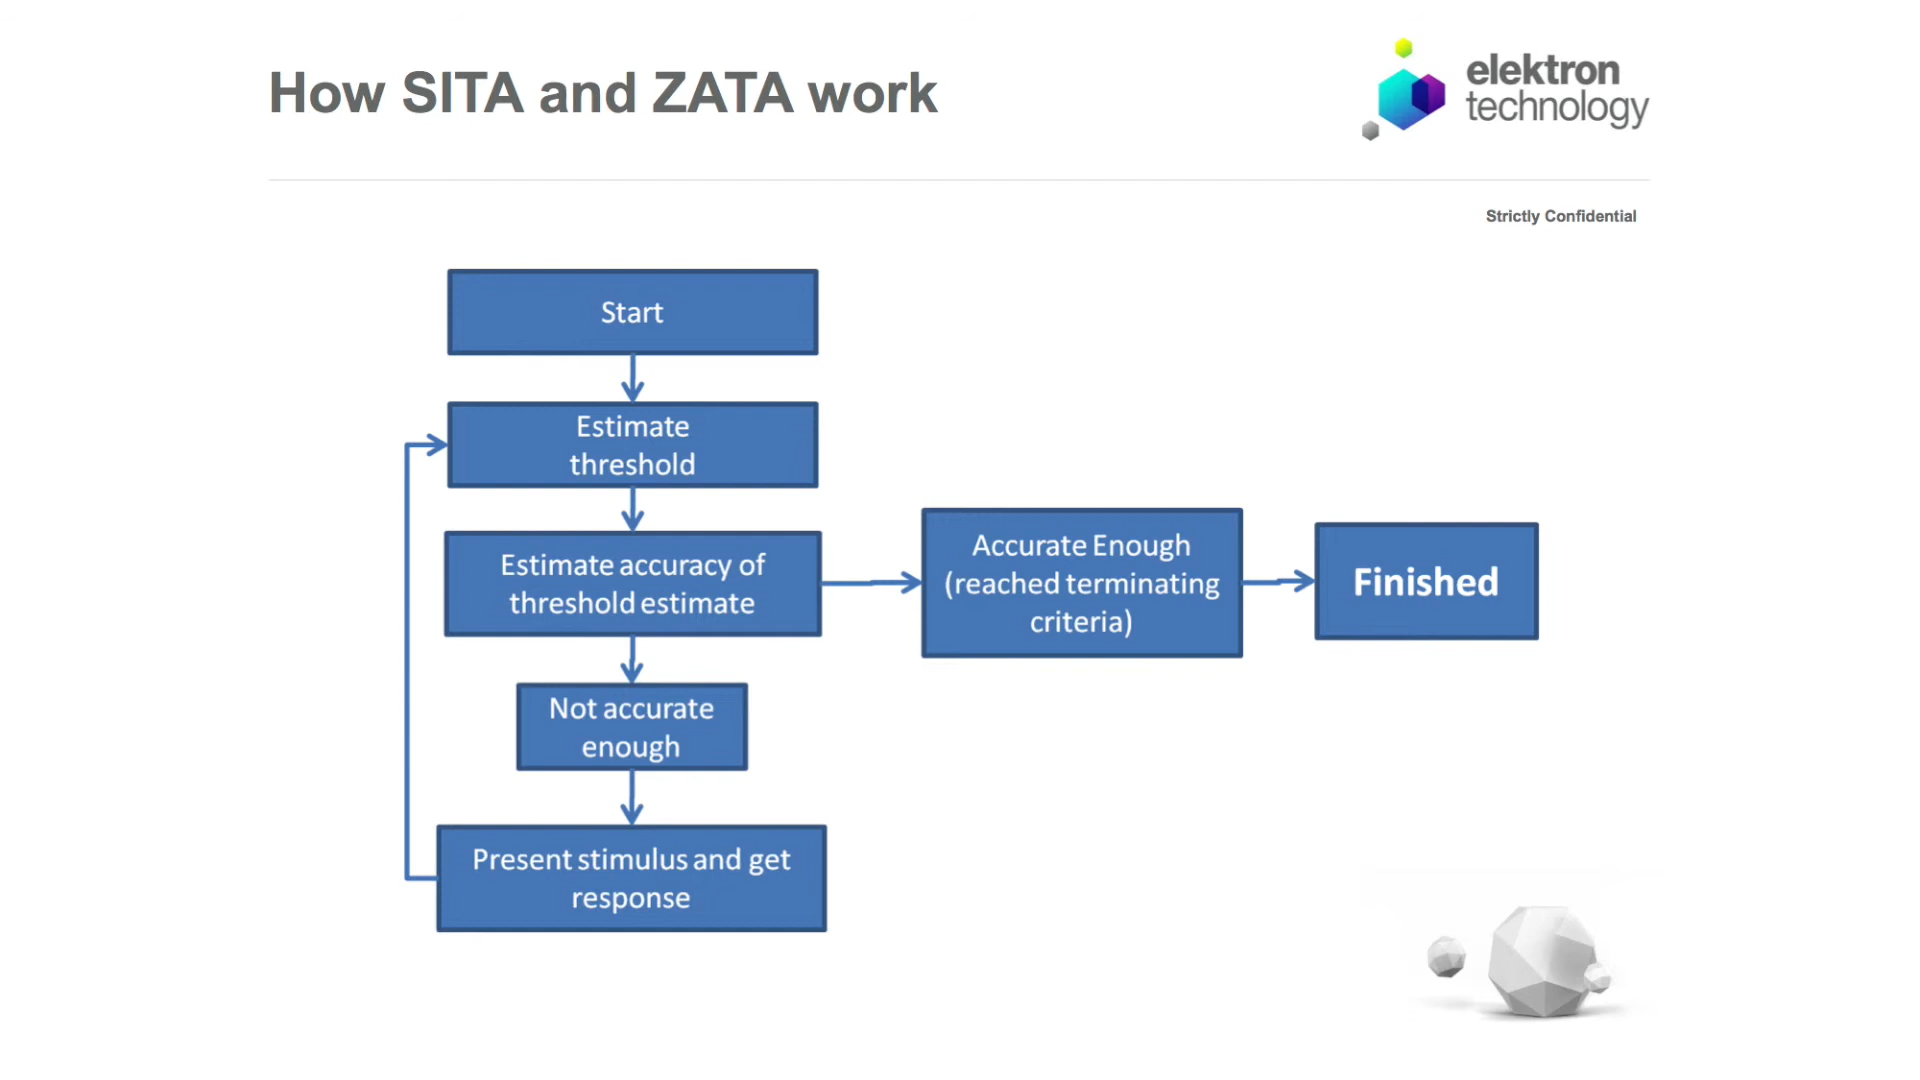 How SITA and ZATA work
elektron
technology
Strictly Confidential
Start
Estimate
threshold
Estimate accuracy of
threshold estimate
Accurate Enough
(reached terminating
criteria)
Finished
Not accurate
enough
Present stimulus and get
response